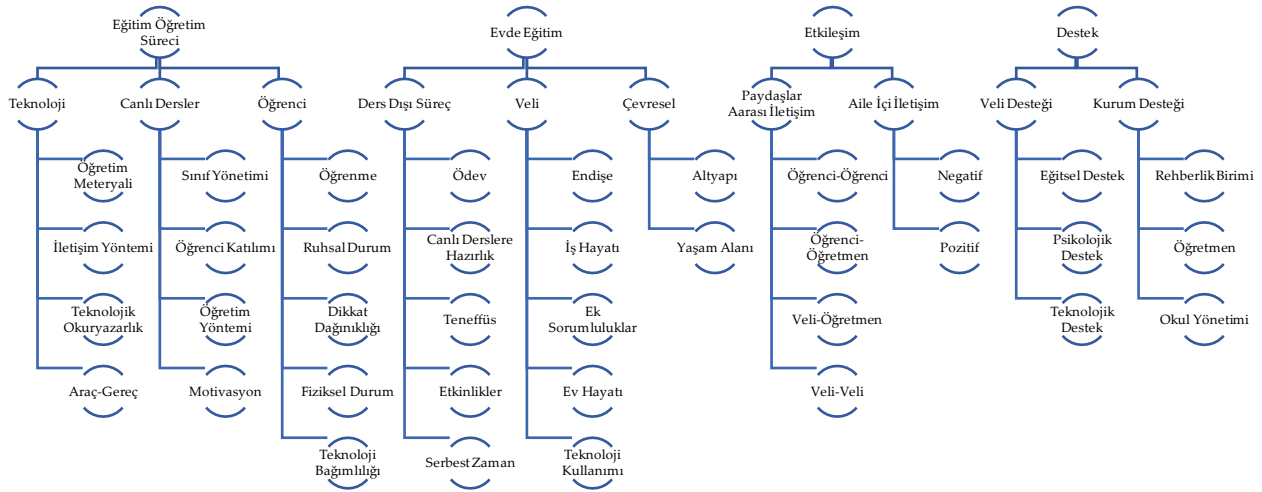 Eğitim Öğretim
Süreci
Evde Eğitim
Etkileşim
Destek
Teknoloji
Canlı Dersler
Öğrenci
Ders Dışı Süreç
Veli
Çevresel
Paydaşlar
Aarası İletişim
Aile İçi İletişim
Veli Desteği
Kurum Desteği
Öğretim
Meteryali
Sınıf Yönetimi
Öğrenme
Ödev
Endişe
Altyapı
Öğrenci-Öğrenci
Negatif
Eğitsel Destek
Rehberlik Birimi
İletişim Yöntemi
Öğrenci Katılımı
Ruhsal Durum
Canlı Derslere
Hazırlık
İş Hayatı
Yaşam Alanı
Öğrenci-
Öğretmen
Pozitif
Psikolojik
Destek
Öğretmen
Teknolojik
Okuryazarlık
Öğretim
Yöntemi
Dikkat
Dağınıklığı
Teneffüs
Ek
Sorumluluklar
Veli-Öğretmen
Teknolojik
Destek
Okul Yönetimi
Araç-Gereç
Motivasyon
Fiziksel Durum
Etkinlikler
Ev Hayatı
Veli-Veli
Teknoloji
Bağımlılığı
Serbest Zaman
Teknoloji
Kullanımı